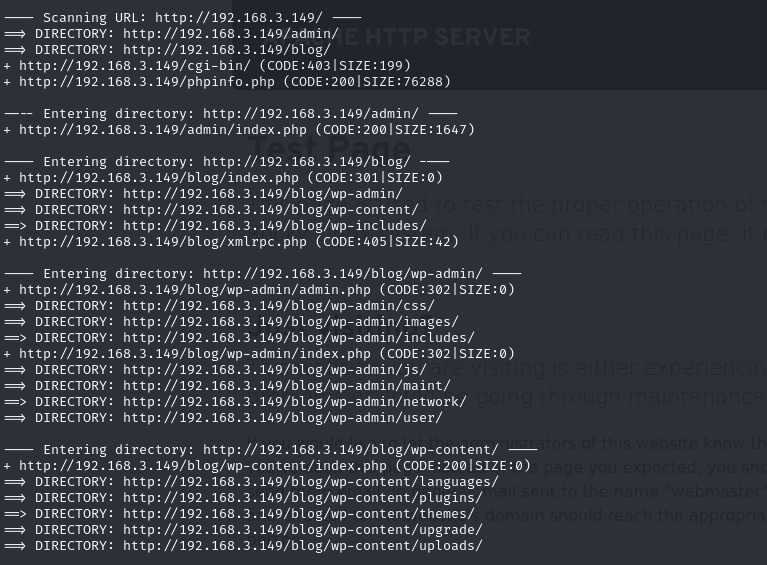 ---- Scanning URL: http://192.168.3.149/ ----
==> DIRECTORY: http://192.168.3.149/admin/
==> DIRECTORY: http://192.168.3.149/blog/
+ http://192.168.3.149/cgi-bin/ (CODE:403|SIZE:199)
+ http://192.168.3.149/phpinfo.php (CODE:200|SIZE:76288)
---- Entering directory: http://192.168.3.149/admin/ ----
+ http://192.168.3.149/admin/index.php (CODE:200|SIZE:1647)
---- Entering directory: http://192.168.3.149/blog/ ----
+ http://192.168.3.149/blog/index.php (CODE:301|SIZE:0)
==> DIRECTORY: http://192.168.3.149/blog/wp-admin/
==> DIRECTORY: http://192.168.3.149/blog/wp-content/
==> DIRECTORY: http://192.168.3.149/blog/wp-includes/
+ http://192.168.3.149/blog/xmlrpc.php (CODE:405|SIZE:42)
---- Entering directory: http://192.168.3.149/blog/wp-admin/ ----
+ http://192.168.3.149/blog/wp-admin/admin.php (CODE:302|SIZE:0)
==> DIRECTORY: http://192.168.3.149/blog/wp-admin/css/
==> DIRECTORY: http://192.168.3.149/blog/wp-admin/images/
==> DIRECTORY: http://192.168.3.149/blog/wp-admin/includes/
+ http://192.168.3.149/blog/wp-admin/index.php (CODE:302|SIZE:0)
==> DIRECTORY: http://192.168.3.149/blog/wp-admin/js/
==> DIRECTORY: http://192.168.3.149/blog/wp-admin/maint/
==> DIRECTORY: http://192.168.3.149/blog/wp-admin/network/
==> DIRECTORY: http://192.168.3.149/blog/wp-admin/user/
---- Entering directory: http://192.168.3.149/blog/wp-content/ ----
+ http://192.168.3.149/blog/wp-content/index.php (CODE:200|SIZE:0)
==> DIRECTORY: http://192.168.3.149/blog/wp-content/languages/
==> DIRECTORY: http://192.168.3.149/blog/wp-content/plugins/
==> DIRECTORY: http://192.168.3.149/blog/wp-content/themes/
==> DIRECTORY: http://192.168.3.149/blog/wp-content/upgrade/
==> DIRECTORY: http://192.168.3.149/blog/wp-content/uploads/
HTTP SERVER
Test Page
to test the proper operation of
If you can read this page, it
visiting is either
going through maintenance
the administrators of this website know
page you expected, you
sent to the name "webmaster"
domain should reach the